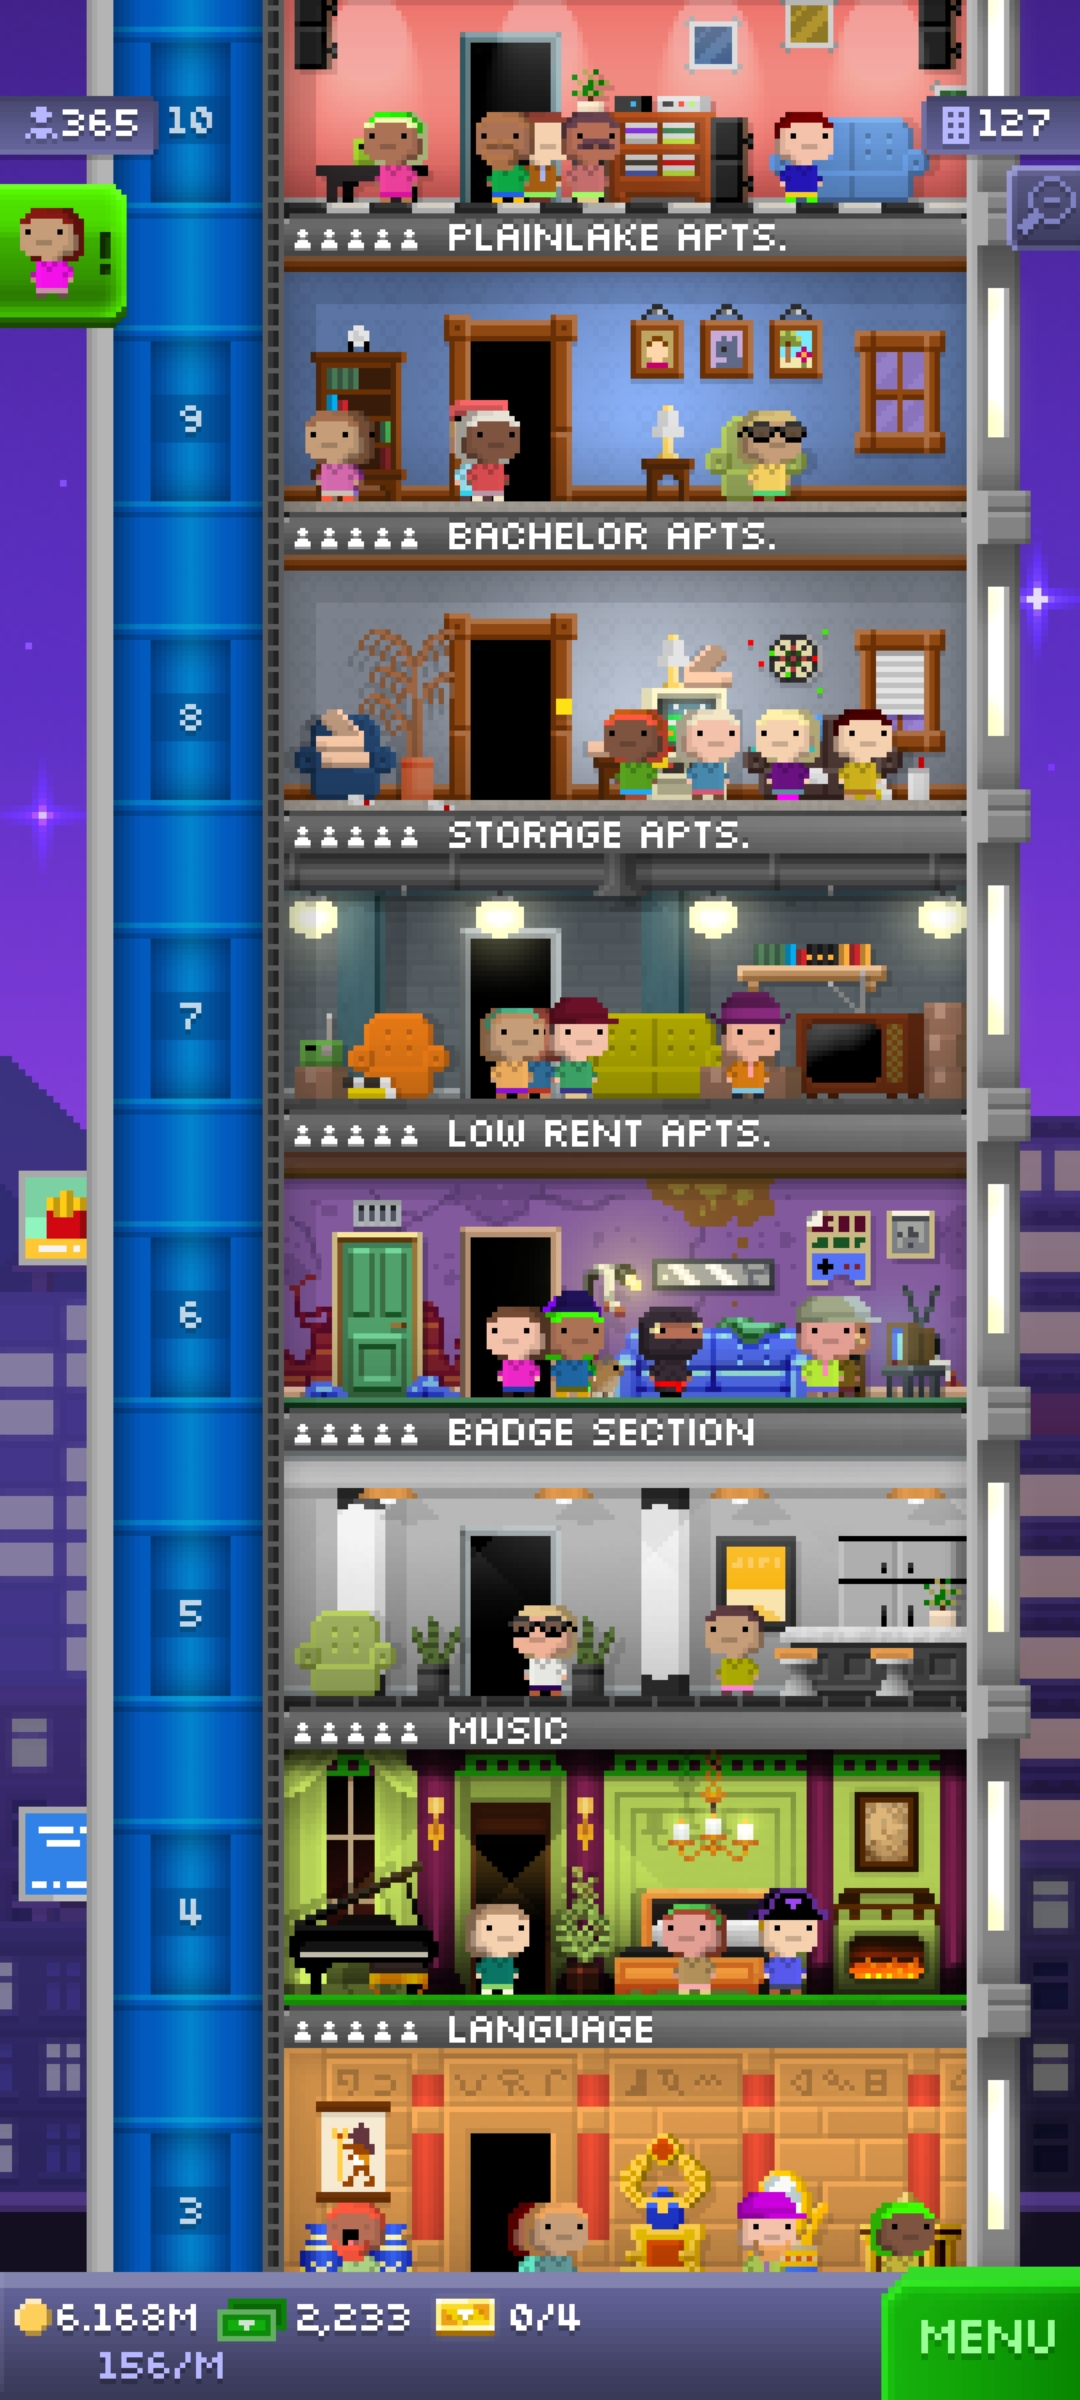 365
10
127
!
PLAINLAKE APTS.
9
BACHELOR APTS.
8
STORAGE APTS.
7
LOW RENT APTS.
6
BADGE SECTION
5
MUSIC
4
LANGUAGE
3
6.168M 2,233 0/4
156/M
MENU